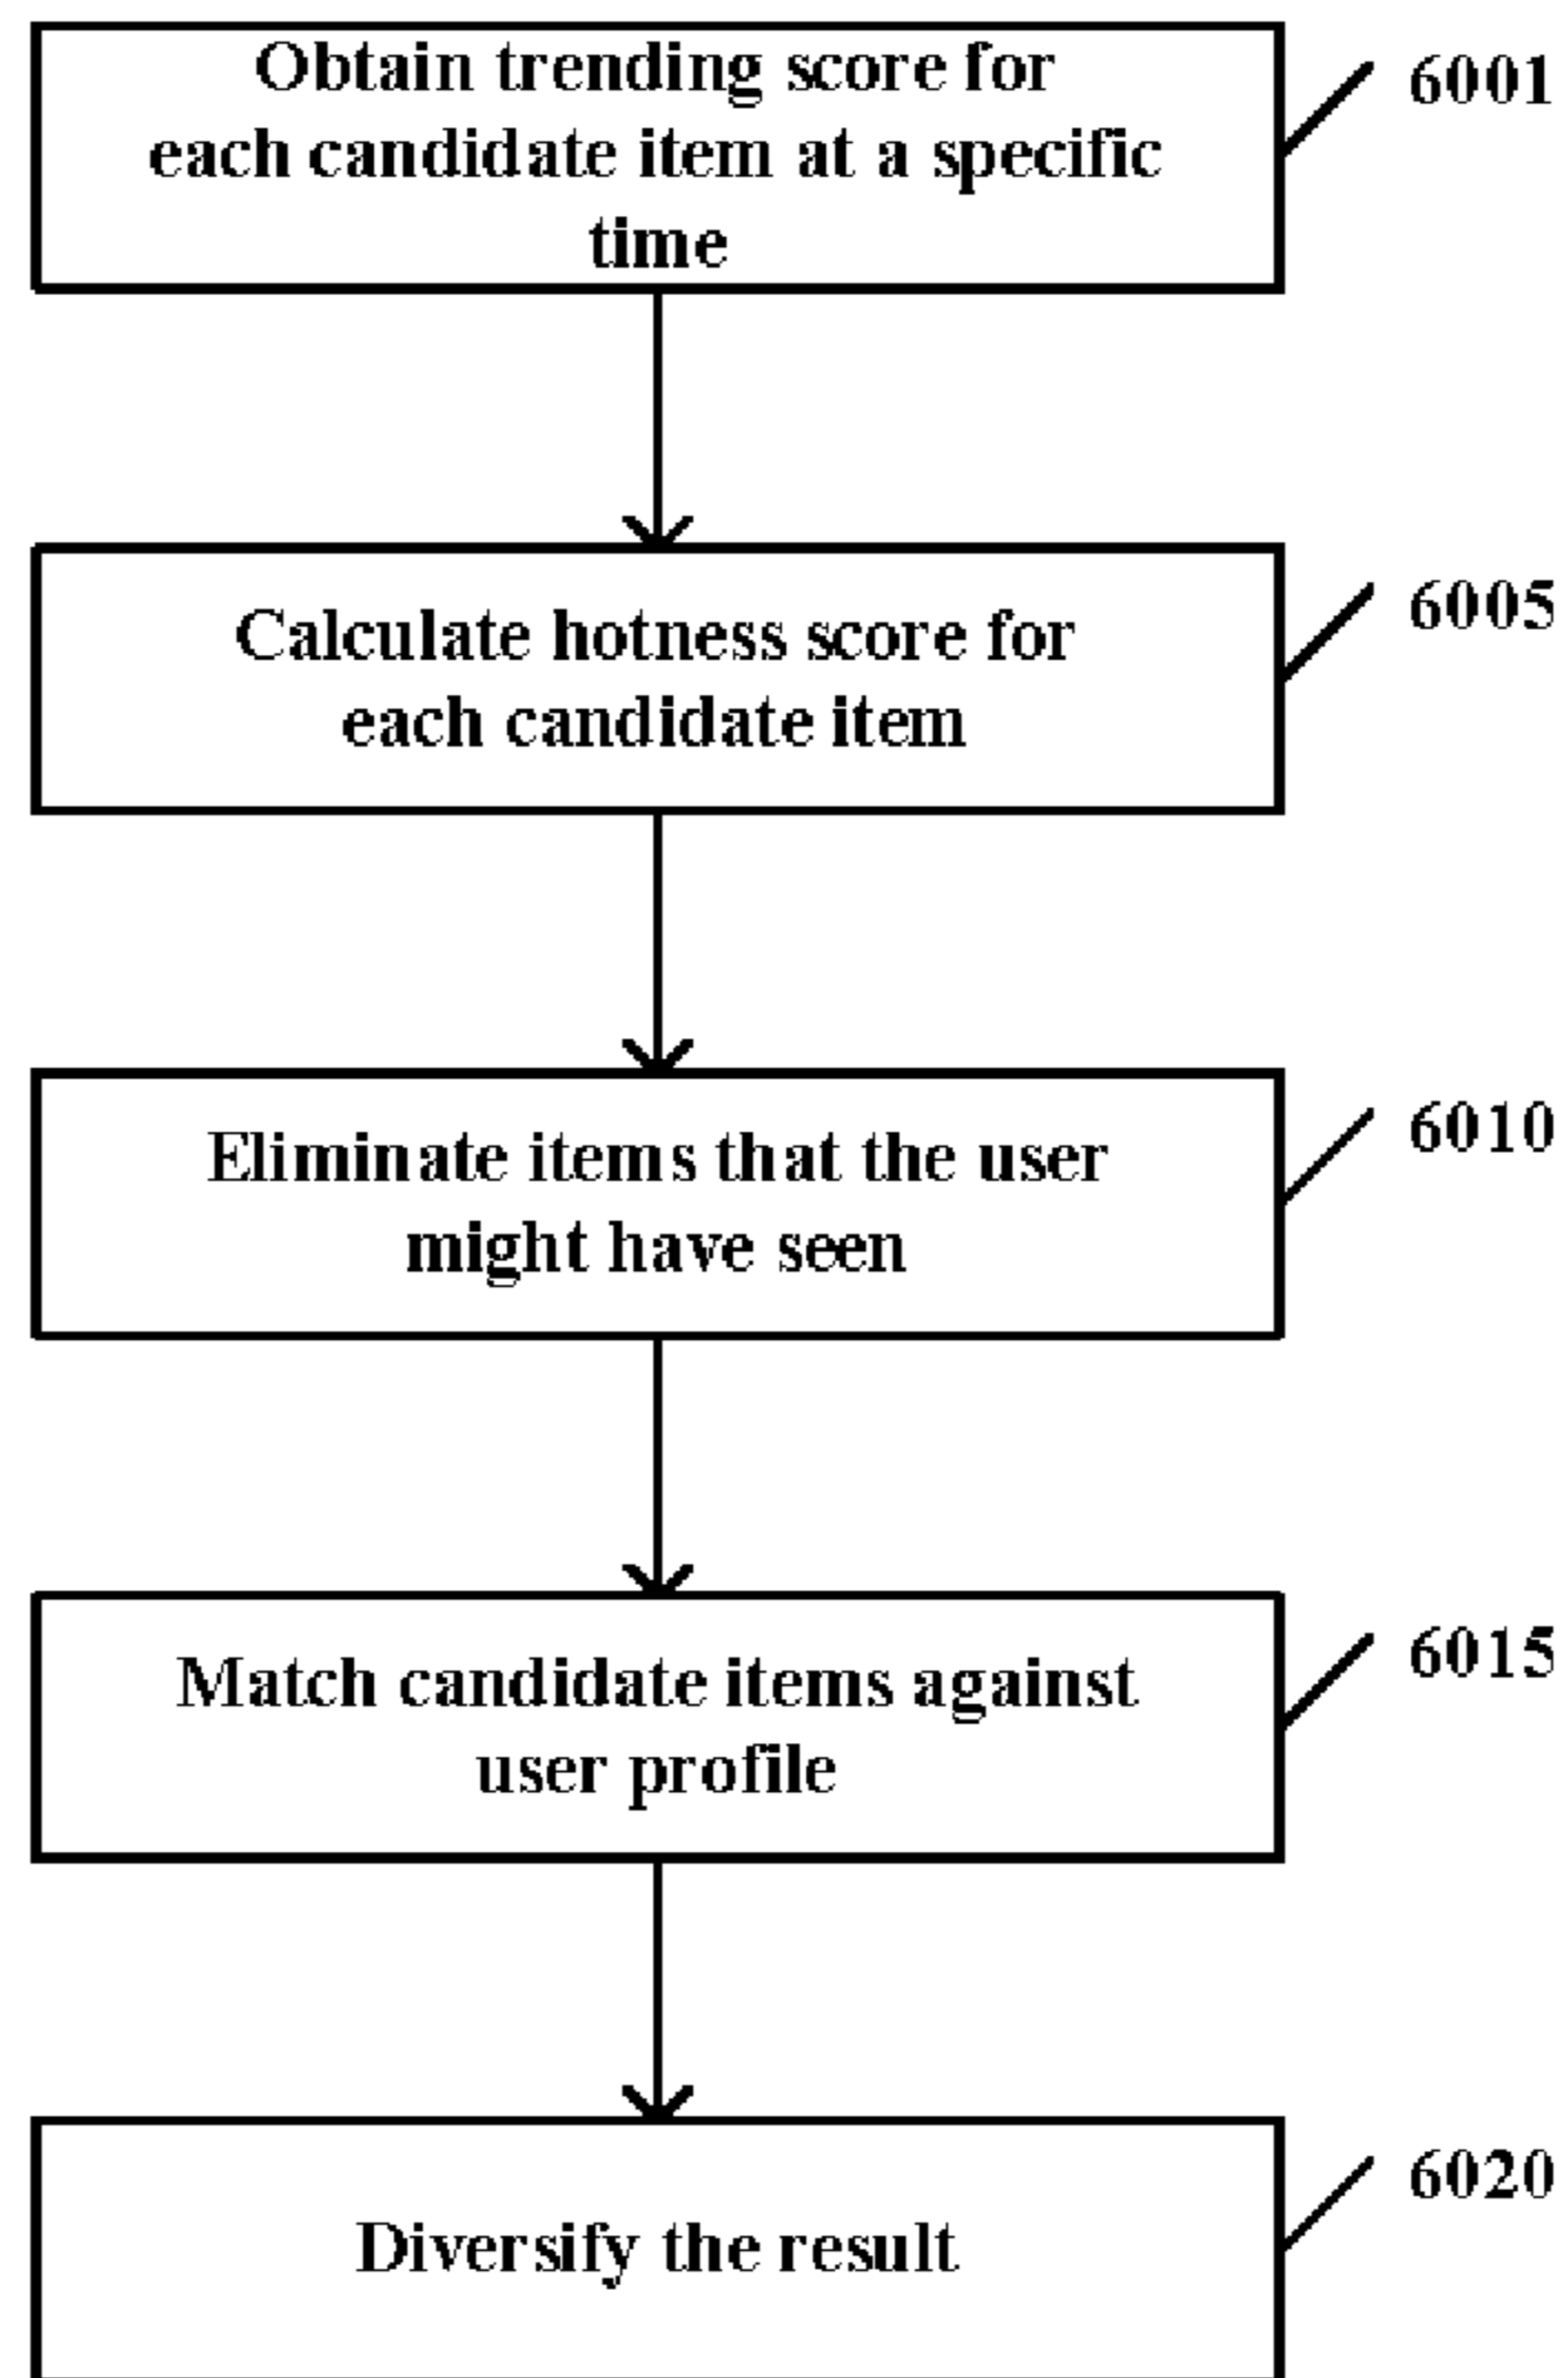 Obtain trending score for
each candidate item at a specific
time
6001
Calculate hotness score for
each candidate item
6005
Eliminate items that the user
might have seen
6010
Match candidate items against
user profile
6015
Diversify the result
6020